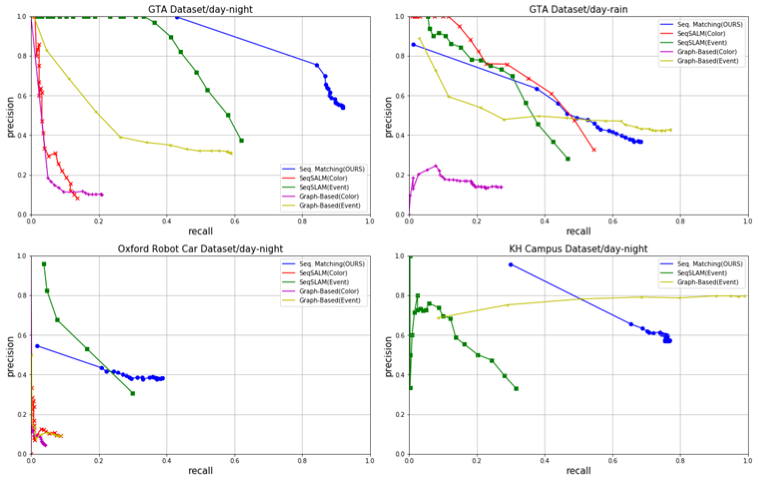 GTA Dataset/day-night
precision
1.0
0.8
0.6
0.4
0.2
0.0
Seq. Matching(OURS)
SeqSALM(Color)
SeqSLAM(Event)
Graph-Based(Color)
Graph-Based(Event)
0.0 0.2 0.4 0.6 0.8 1.0
recall
GTA Dataset/day-rain
precision
1.0
0.8
0.6
0.4
0.2
0.0
Seq. Matching(OURS)
SeqSALM(Color)
SeqSLAM(Event)
Graph-Based(Color)
Graph-Based(Event)
0.0 0.2 0.4 0.6 0.8 1.0
recall
Oxford Robot Car Dataset/day-night
precision
1.0
0.8
0.6
0.4
0.2
0.0
Seq. Matching(OURS)
SeqSALM(Color)
SeqSLAM(Event)
Graph-Based(Color)
Graph-Based(Event)
0.0 0.2 0.4 0.6 0.8 1.0
recall
KH Campus Dataset/day-night
precision
1.0
0.8
0.6
0.4
0.2
0.0
Seq. Matching(OURS)
SeqSLAM(Event)
Graph-Based(Event)
0.0 0.2 0.4 0.6 0.8 1.0
recall